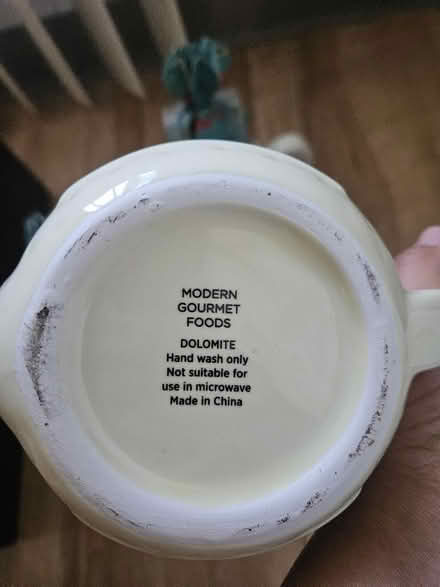 MODERN
GOURMET
FOODS
DOLOMITE
Hand wash only
Not suitable for
use in microwave
Made in China